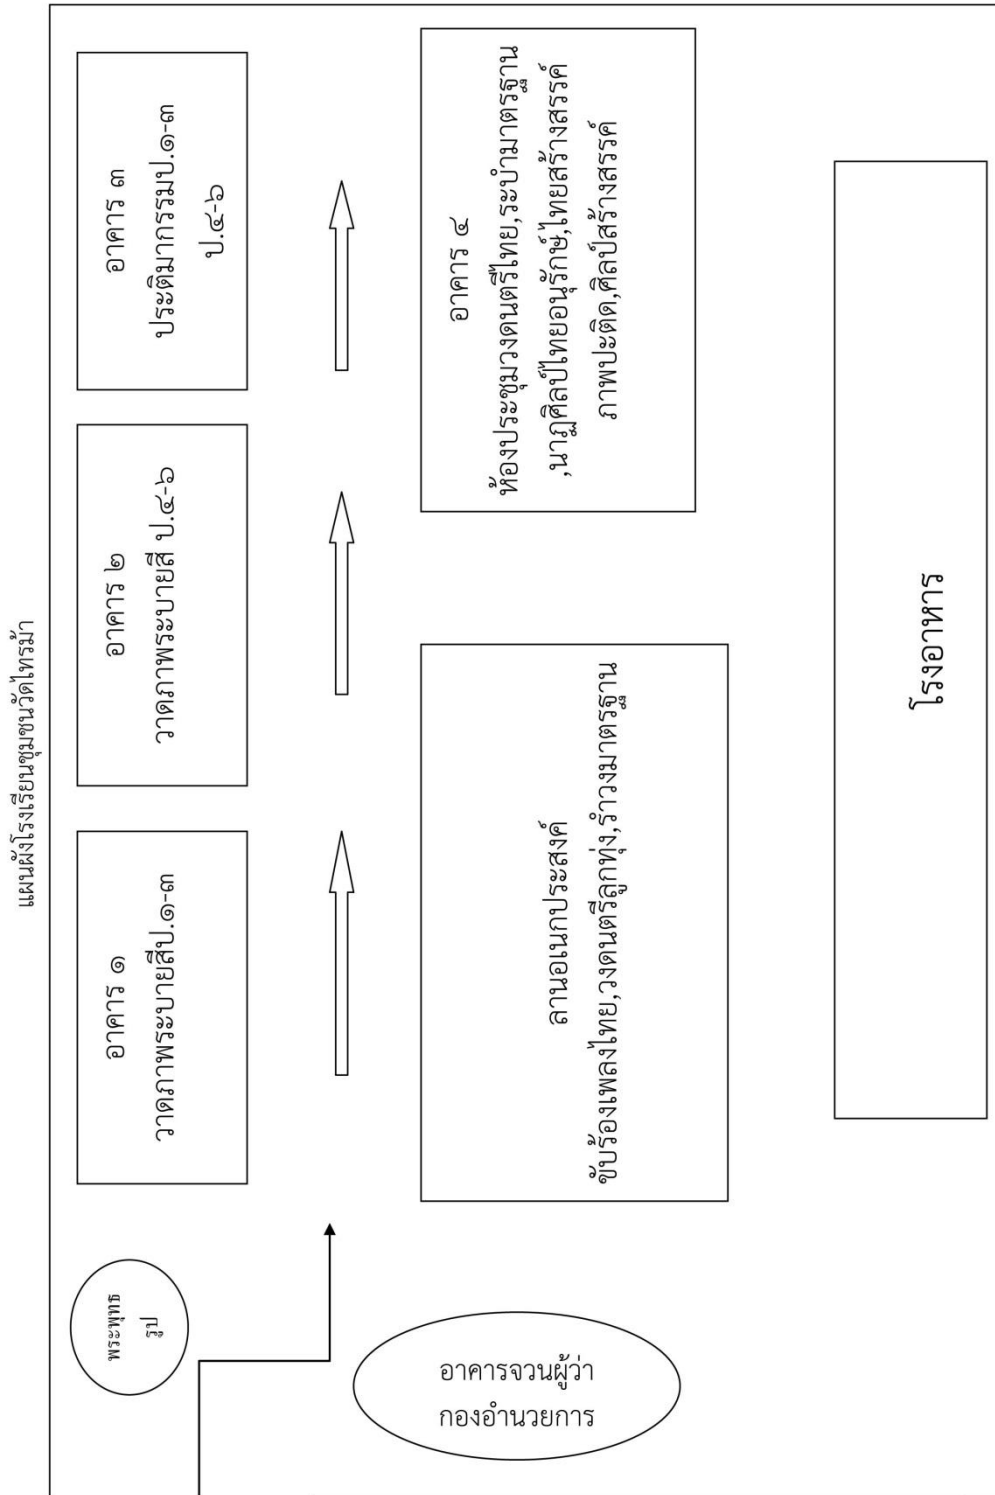 แผนผังโรงเรียนชุมชนวัดไทรม้า
พระพุทธ
รูป
อาคาร ๑
วาดภาพระบายสีป.๑-๓
อาคาร ๒
วาดภาพระบายสี ป.๔-๖
อาคาร ๓
ประติมากรรมป.๑-๓
ป.๔-๖
อาคารจวนผู้ว่า
กองอำนวยการ
ลานอเนกประสงค์
ขับร้องเพลงไทย,วงดนตรีลูกทุ่ง,รำวงมาตรฐาน
อาคาร ๔
ห้องประชุมวงดนตรีไทย,ระบำมาตรฐาน
,นาฏศิลป์ไทยอนุรักษ์,ไทยสร้างสรรค์
ภาพปะติด,ศิลป์สร้างสรรค์
โรงอาหาร